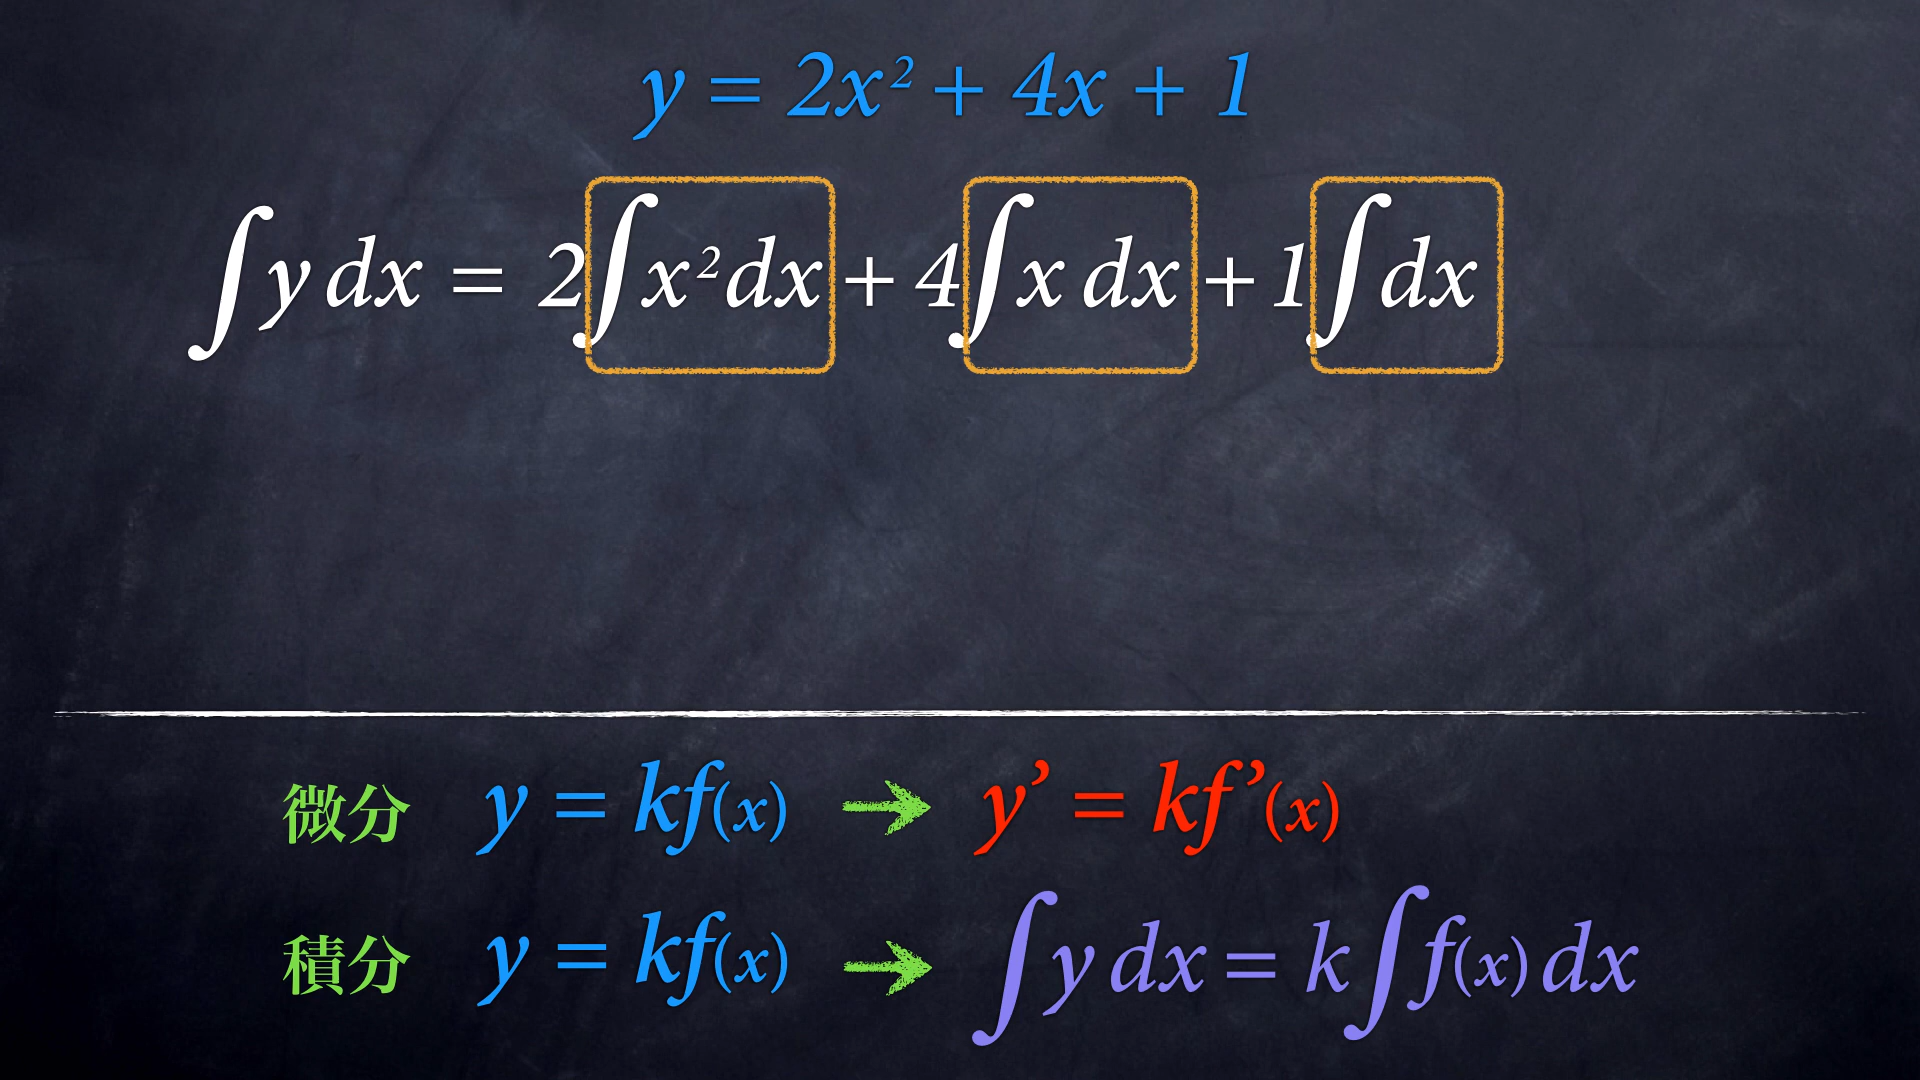 y = 2x² + 4x + 1
∫y dx = 2∫x²dx + 4∫x dx + 1∫dx
微分 y = kf(x) → y’ = kf’(x)
積分 y = kf(x) → ∫y dx = k∫f(x)dx